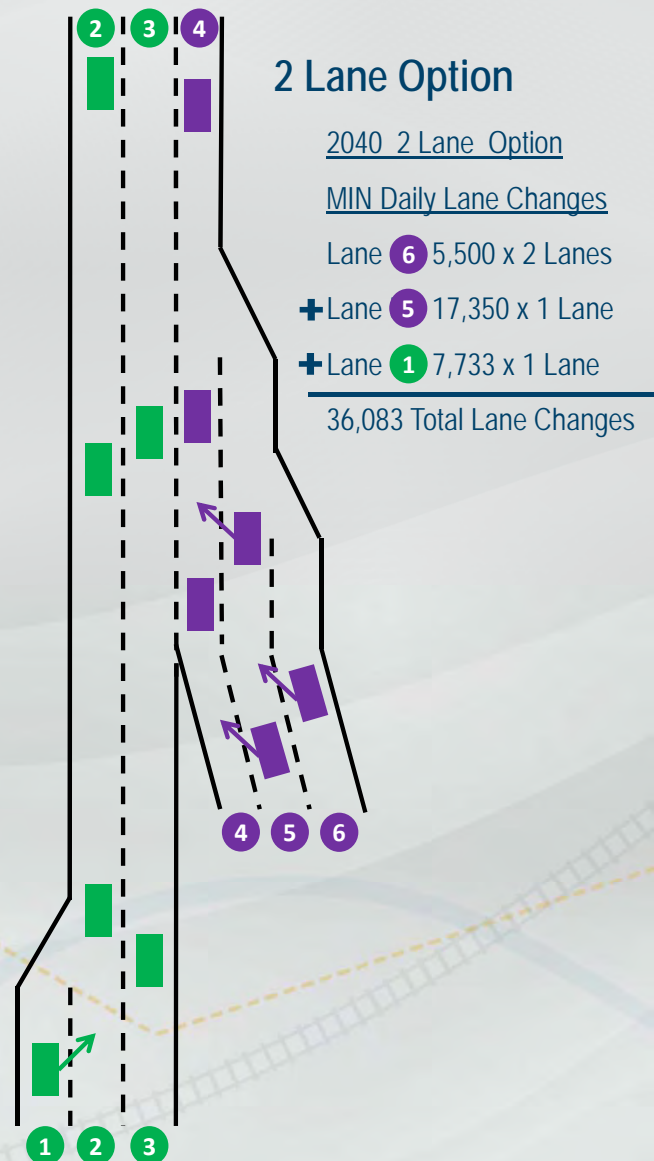 2 3 4
2 Lane Option
2040 2 Lane Option
MIN Daily Lane Changes
Lane 6 5,500 x 2 Lanes
+ Lane 5 17,350 x 1 Lane
+ Lane 1 7,733 x 1 Lane
36,083 Total Lane Changes
4 5 6
1 2 3